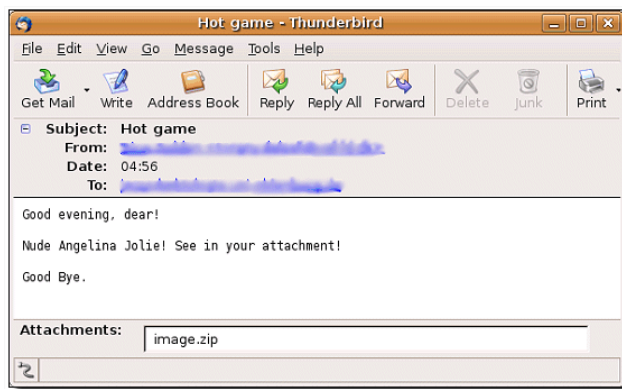 Hot game - Thunderbird
File Edit View Go Message Tools Help
Get Mail Write Address Book Reply Reply All Forward Delete Junk Print
Subject: Hot game
From:
Date: 04:56
To:
Good evening, dear!
Nude Angelina Jolie! See in your attachment!
Good Bye.
Attachments: image.zip